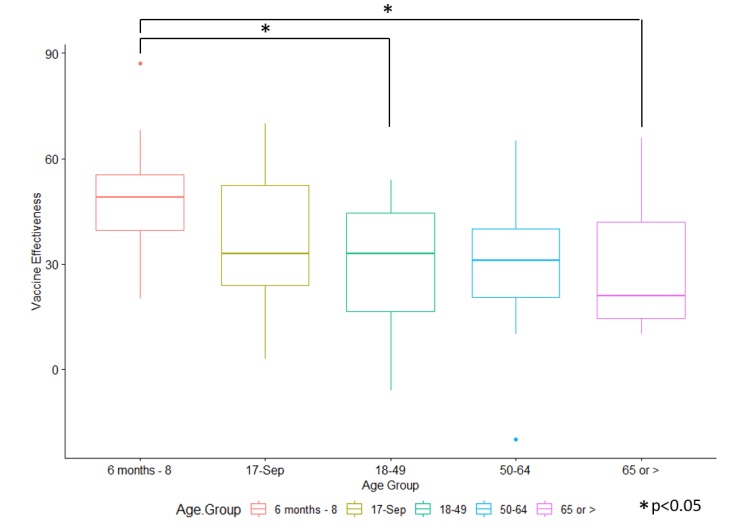 *
*
90
60
30
0
Vaccine Effectiveness
6 months - 8 17-Sep 18-49 50-64 65 or >
Age Group
Age.Group 6 months - 8 17-Sep 18-49 50-64 65 or >
*p<0.05